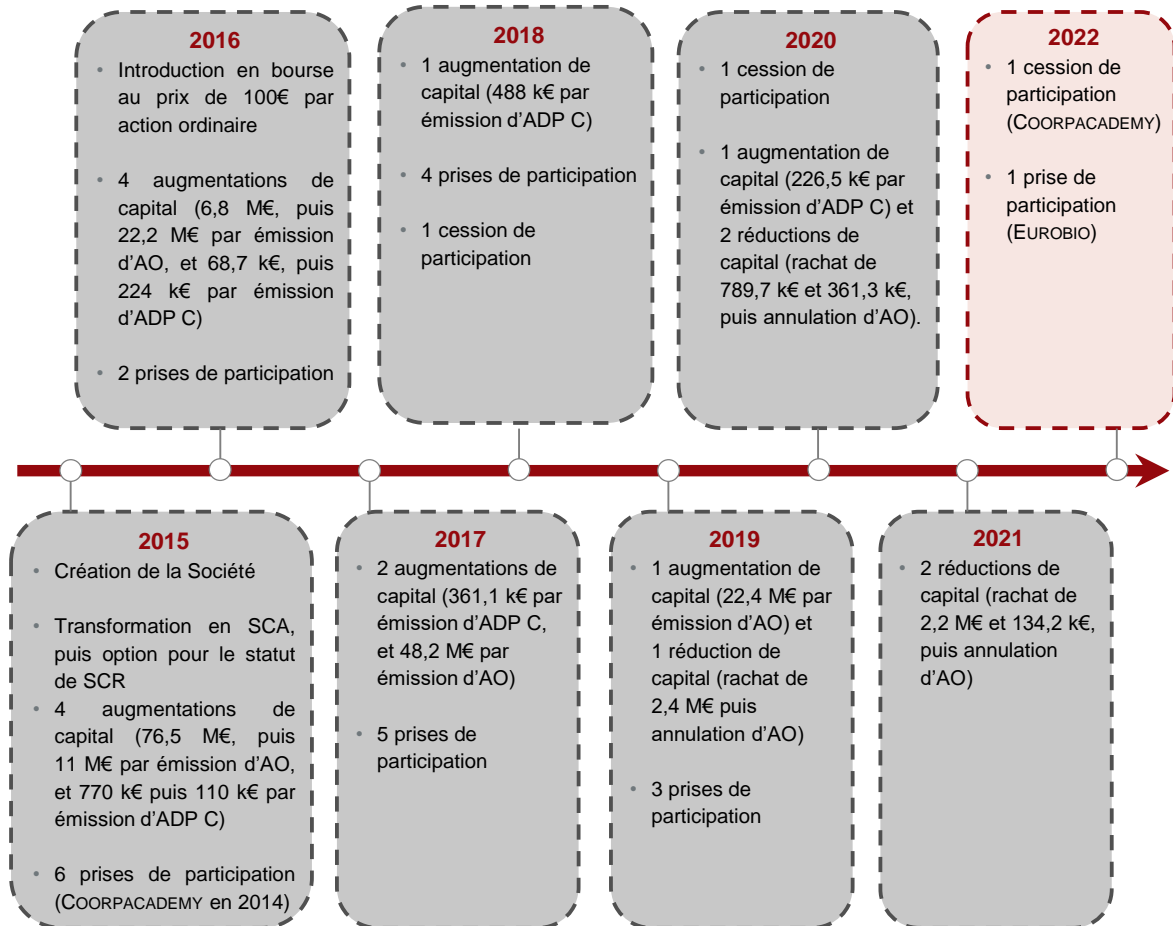 2016
• Introduction en bourse
au prix de 100€ par
action ordinaire
• 4 augmentations de
capital (6,8 M€, puis
22,2 M€ par émission
d'AO, et 68,7 k€, puis
224 k€ par émission
d'ADP C)
• 2 prises de participation
2018
• 1 augmentation de
capital (488 k€ par
émission d'ADP C)
• 4 prises de participation
• 1 cession de
participation
2020
• 1 cession de
participation
• 1 augmentation de
capital (226,5 k€ par
émission d'ADP C) et
2 réductions de
capital (rachat de
789,7 k€ et 361,3 k€,
puis annulation d'AO).
2022
• 1 cession de
participation
(COORPACADEMY)
• 1 prise de
participation
(EUROBIO)
2015
• Création de la Société
• Transformation en SCA,
puis option pour le statut
de SCR
• 4 augmentations de
capital (76,5 M€, puis
11 M€ par émission d'AO,
et 770 k€ puis 110 k€ par
émission d'ADP C)
• 6 prises de participation
(COORPACADEMY en 2014)
2017
• 2 augmentations de
capital (361,1 k€ par
émission d'ADP C,
et 48,2 M€ par
émission d'AO)
• 5 prises de
participation
2019
• 1 augmentation de
capital (22,4 M€ par
émission d'AO) et
1 réduction de
capital (rachat de
2,4 M€ puis
annulation d'AO)
• 3 prises de
participation
2021
• 2 réductions de
capital (rachat de
2,2 M€ et 134,2 k€,
puis annulation
d'AO)